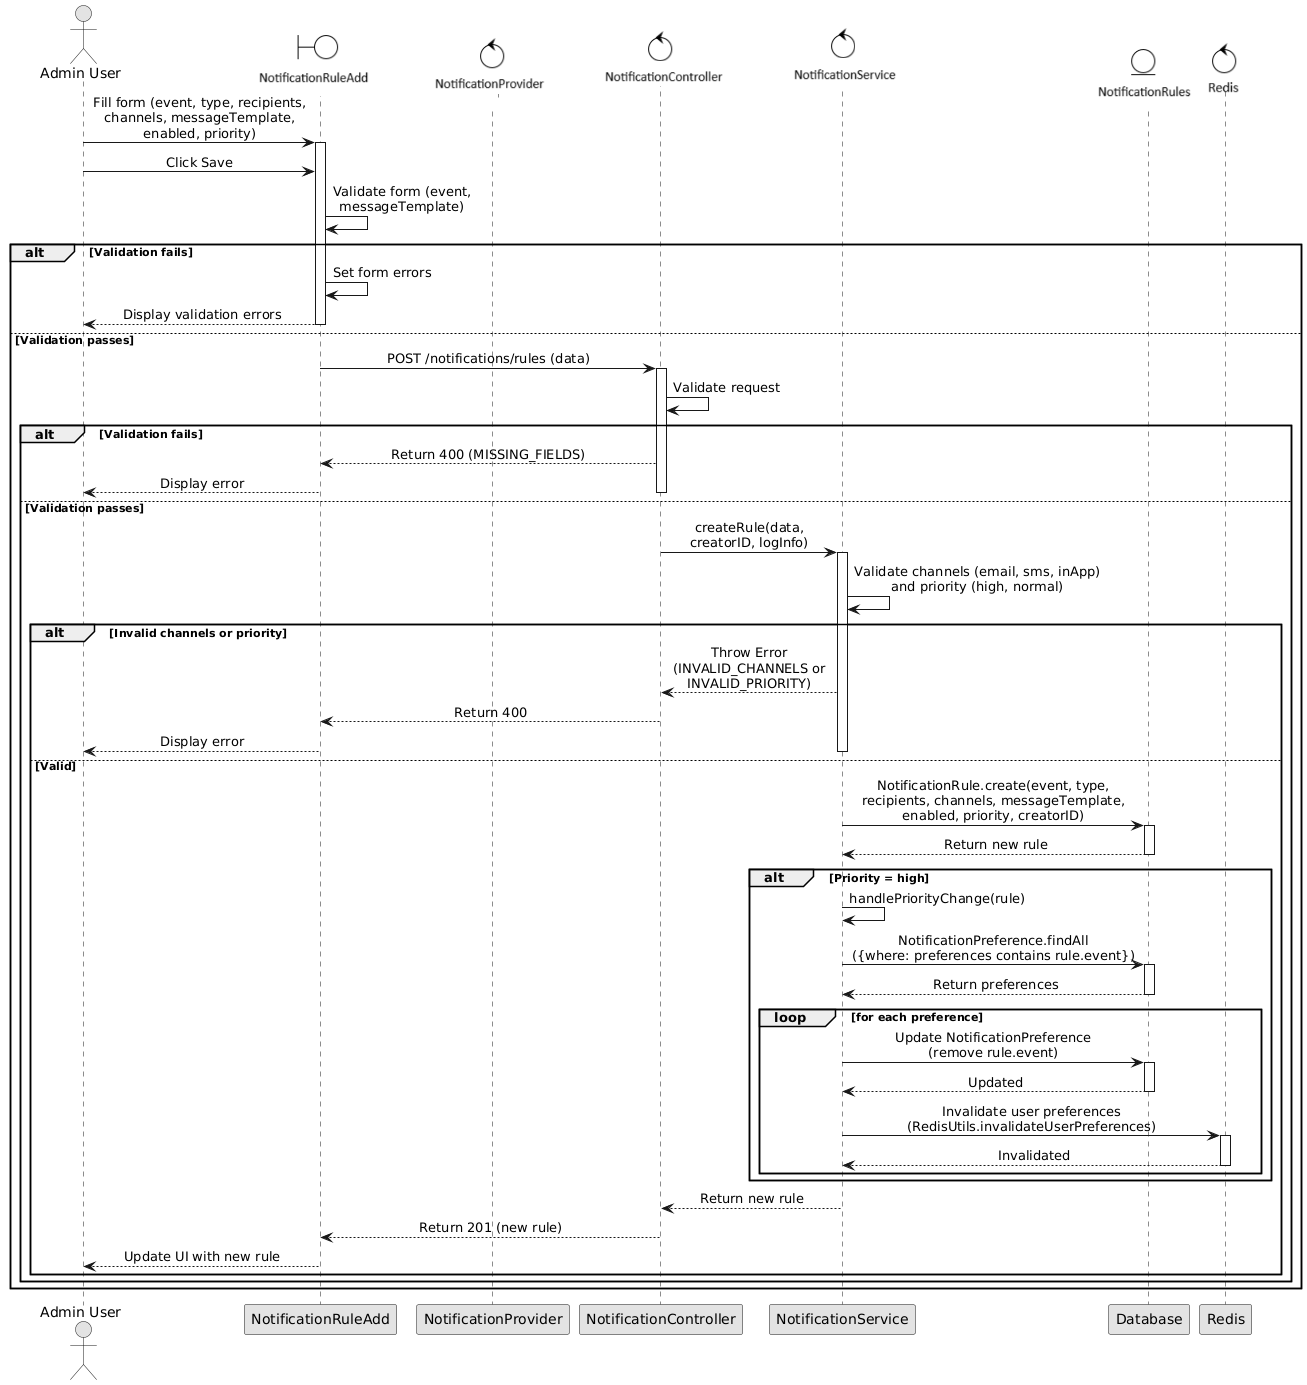 Admin User
NotificationRuleAdd
NotificationProvider
NotificationController
NotificationService
NotificationRules
Redis
Fill form (event, type, recipients,
channels, messageTemplate,
enabled, priority)
Click Save
Validate form (event,
messageTemplate)
alt
[Validation fails]
Set form errors
Display validation errors
[Validation passes]
POST /notifications/rules (data)
Validate request
alt
[Validation fails]
Return 400 (MISSING_FIELDS)
Display error
[Validation passes]
createRule(data,
creatorID, logInfo)
Validate channels (email, sms, inApp)
and priority (high, normal)
alt
[Invalid channels or priority]
Throw Error
(INVALID_CHANNELS or
INVALID_PRIORITY)
Return 400
Display error
[Valid]
NotificationRule.create(event, type,
recipients, channels, messageTemplate,
enabled, priority, creatorID)
Return new rule
alt
[Priority = high]
handlePriorityChange(rule)
NotificationPreference.findAll
({where: preferences contains rule.event})
Return preferences
loop
[for each preference]
Update NotificationPreference
(remove rule.event)
Updated
Invalidate user preferences
(RedisUtils.invalidateUserPreferences)
Invalidated
Return new rule
Return 201 (new rule)
Update UI with new rule
Admin User
NotificationRuleAdd
NotificationProvider
NotificationController
NotificationService
Database
Redis